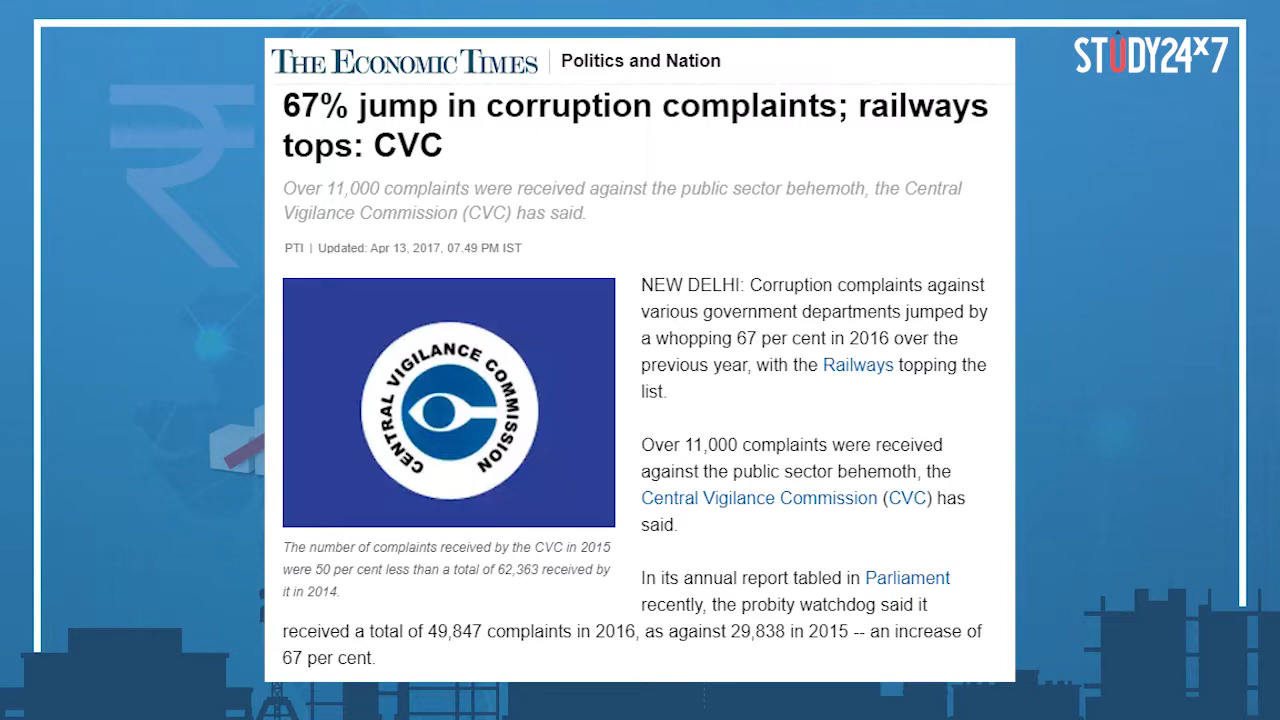 THE ECONOMIC TIMES
Politics and Nation
STUDY24x7
67% jump in corruption complaints; railways
tops: CVC
Over 11,000 complaints were received against the public sector behemoth, the Central
Vigilance Commission (CVC) has said.
PTI | Updated: Apr 13, 2017, 07.49 PM IST
CENTRAL VIGILANCE COMMISSION
The number of complaints received by the CVC in 2015
were 50 per cent less than a total of 62,363 received by
it in 2014.
NEW DELHI: Corruption complaints against
various government departments jumped by
a whopping 67 per cent in 2016 over the
previous year, with the Railways topping the
list.
Over 11,000 complaints were received
against the public sector behemoth, the
Central Vigilance Commission (CVC) has
said.
In its annual report tabled in Parliament
recently, the probity watchdog said it
received a total of 49,847 complaints in 2016, as against 29,838 in 2015 -- an increase of
67 per cent.